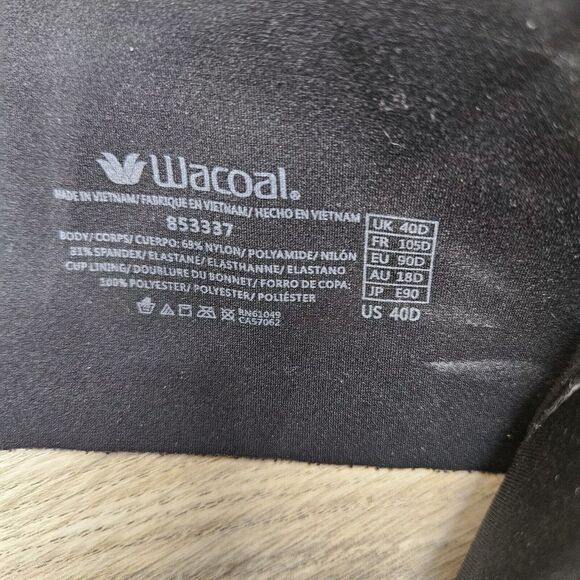 Wacoal®
MADE IN VIETNAM/ FABRIQUE EN VIETNAM/ HECHO EN VIETNAM
853337
BODY/ CORPS/ CUERPO: 69% NYLON/ POLYAMIDE/ NILÓN
31% SPANDEX/ ELASTANE/ ELASTHANNE/ ELASTANO
CUP LINING/ DOUBLURE DU BONNET/ FORRO DE COPA:
100% POLYESTER/ POLYESTER/ POLIÉSTER
RN61049
CA57062
UK 40D
FR 105D
EU 90D
AU 18D
JP E90
US 40D